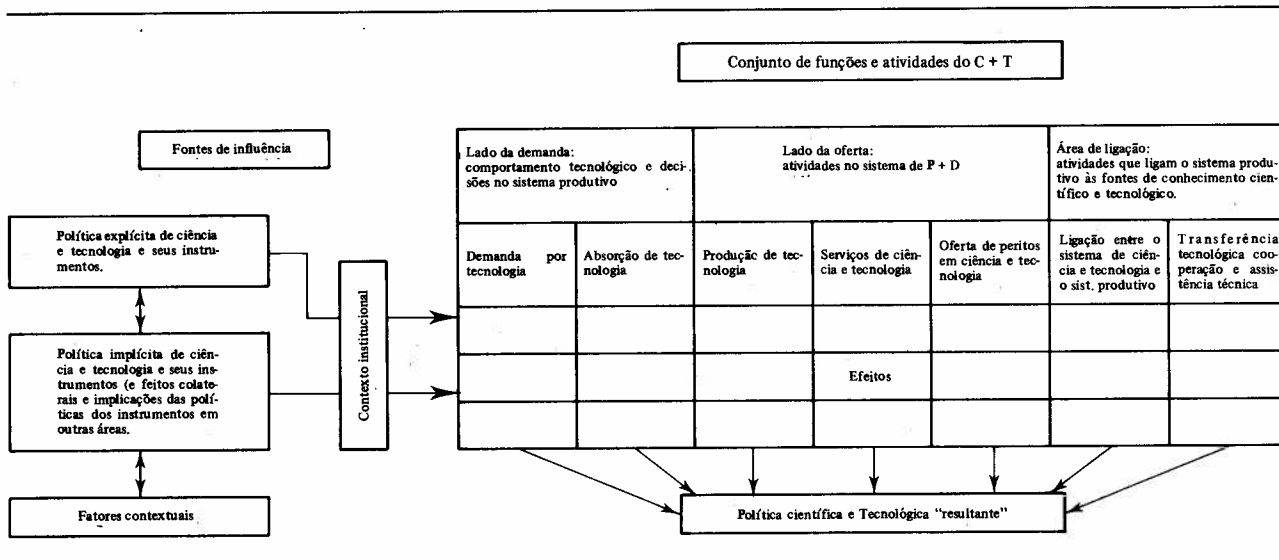 Conjunto de funções e atividades do C + T
Fontes de influência
Política explícita de ciência
e tecnologia e seus instru-
mentos.
Política implícita de ciên-
cia e tecnologia e seus ins-
trumentos (e feitos colate-
rais e implicações das polí-
ticas dos instrumentos em
outras áreas.
Fatores contextuais
Contexto institucional
Lado da demanda:
comportamento tecnológico e deci-
sões no sistema produtivo
Lado da oferta:
atividades no sistema de P + D
Área de ligação:
atividades que ligam o sistema produ-
tivo às fontes de conhecimento cien-
tífico e tecnológico.
Demanda por
tecnologia
Absorção de tec-
nologia
Produção de tec-
nologia
Serviços de ciên-
cia e tecnologia
Oferta de peritos
em ciência e tec-
nologia
Ligação entre o
sistema de ciên-
cia e tecnologia e
o sist. produtivo
Transferência
tecnológica coo-
peração e assis-
tência técnica
Efeitos
Política científica e Tecnológica "resultante"